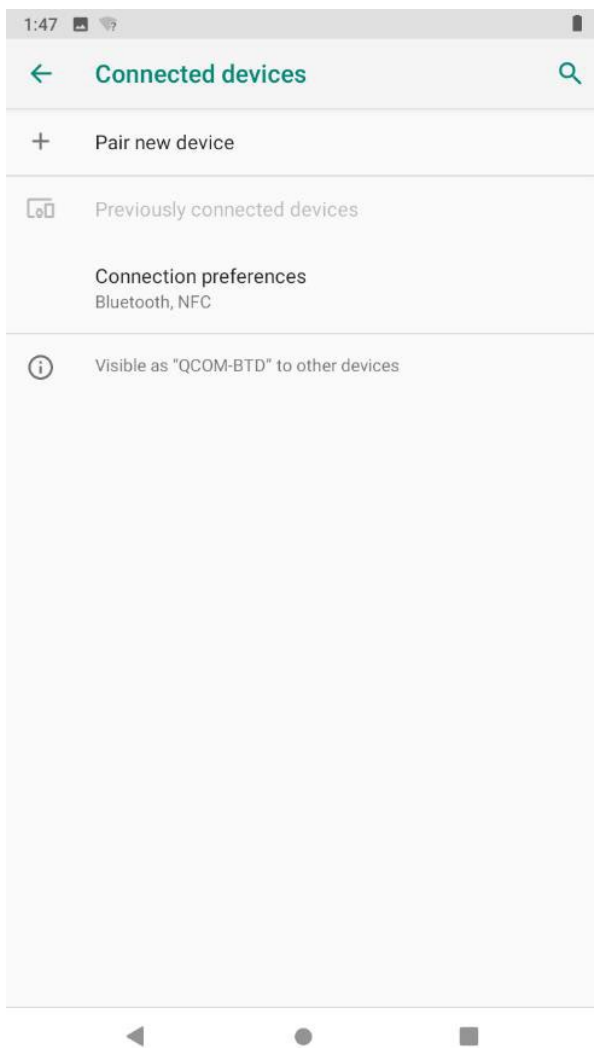 1:47
Connected devices
Pair new device
Previously connected devices
Connection preferences
Bluetooth, NFC
Visible as "QCOM-BTD" to other devices